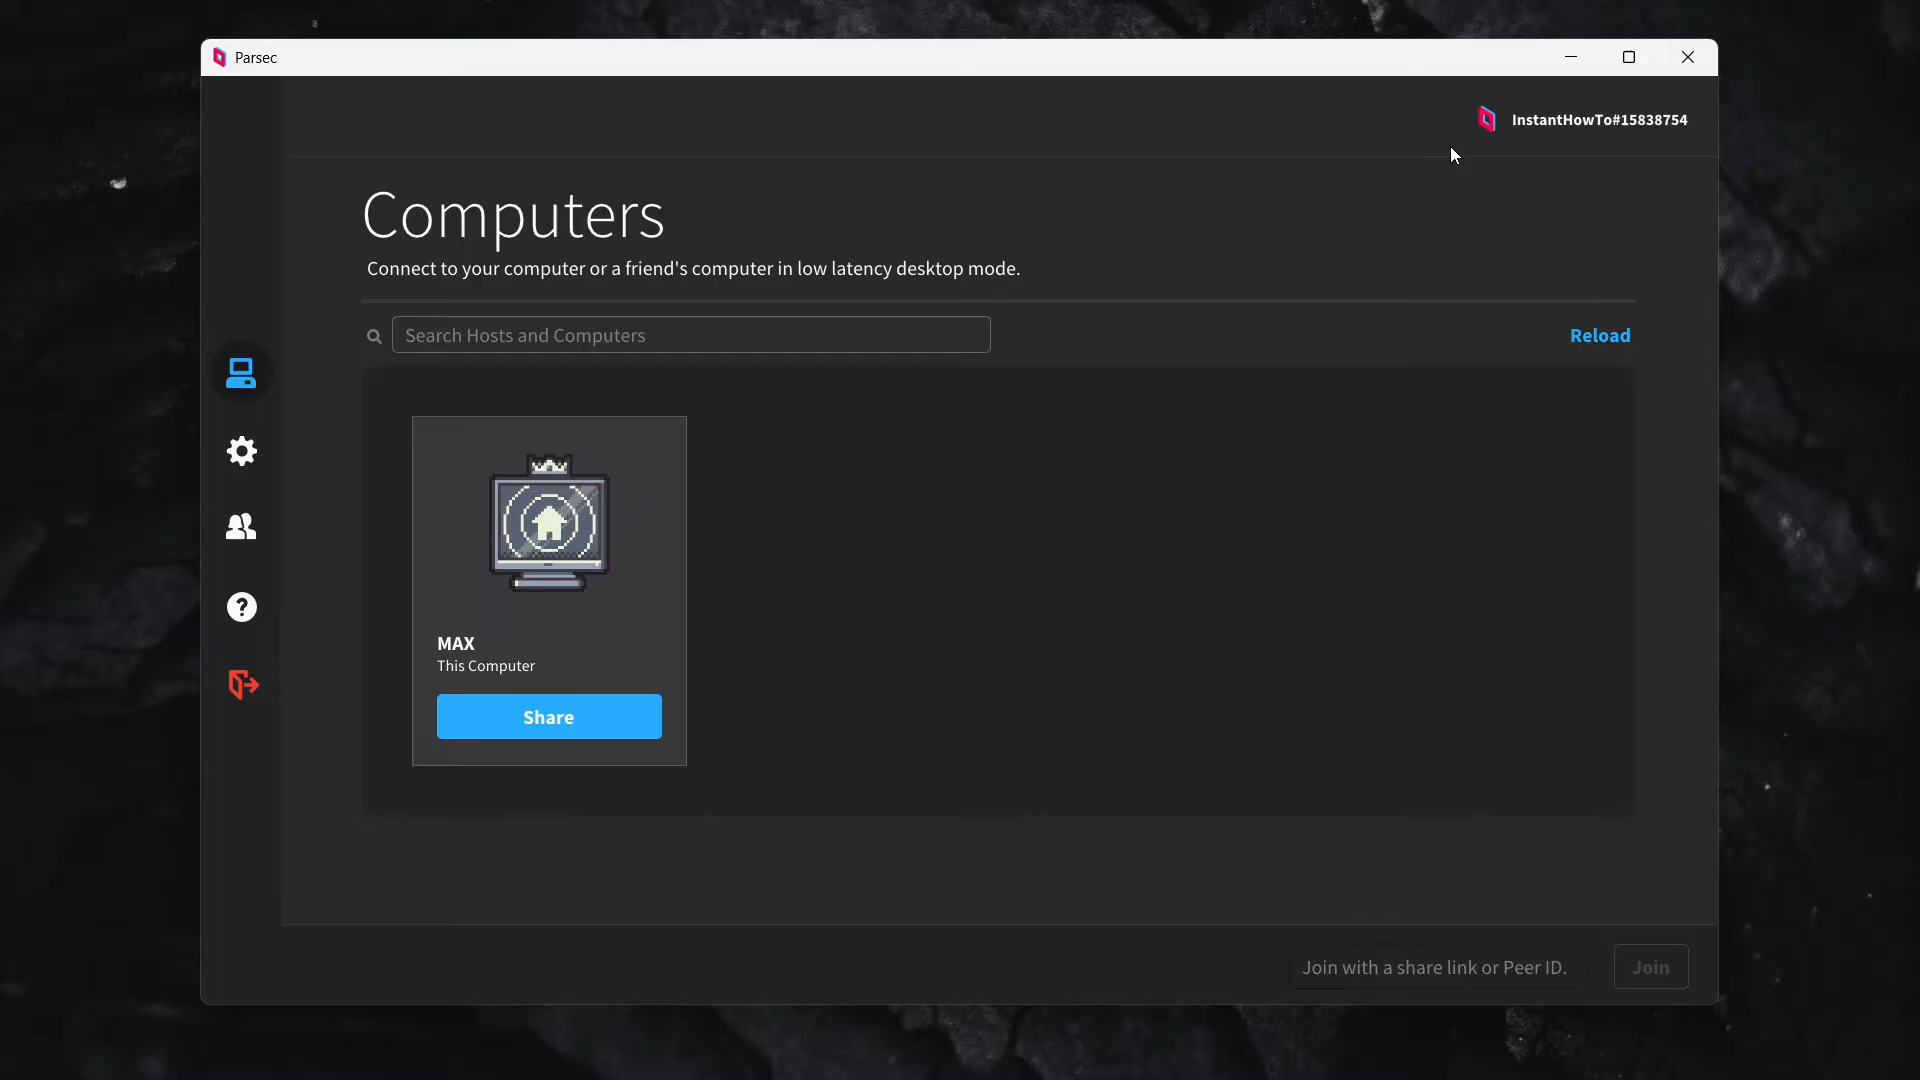 Parsec
InstantHowTo#15838754
Computers
Connect to your computer or a friend's computer in low latency desktop mode.
Search Hosts and Computers
Reload
MAX
This Computer
Share
Join with a share link or Peer ID.
Join